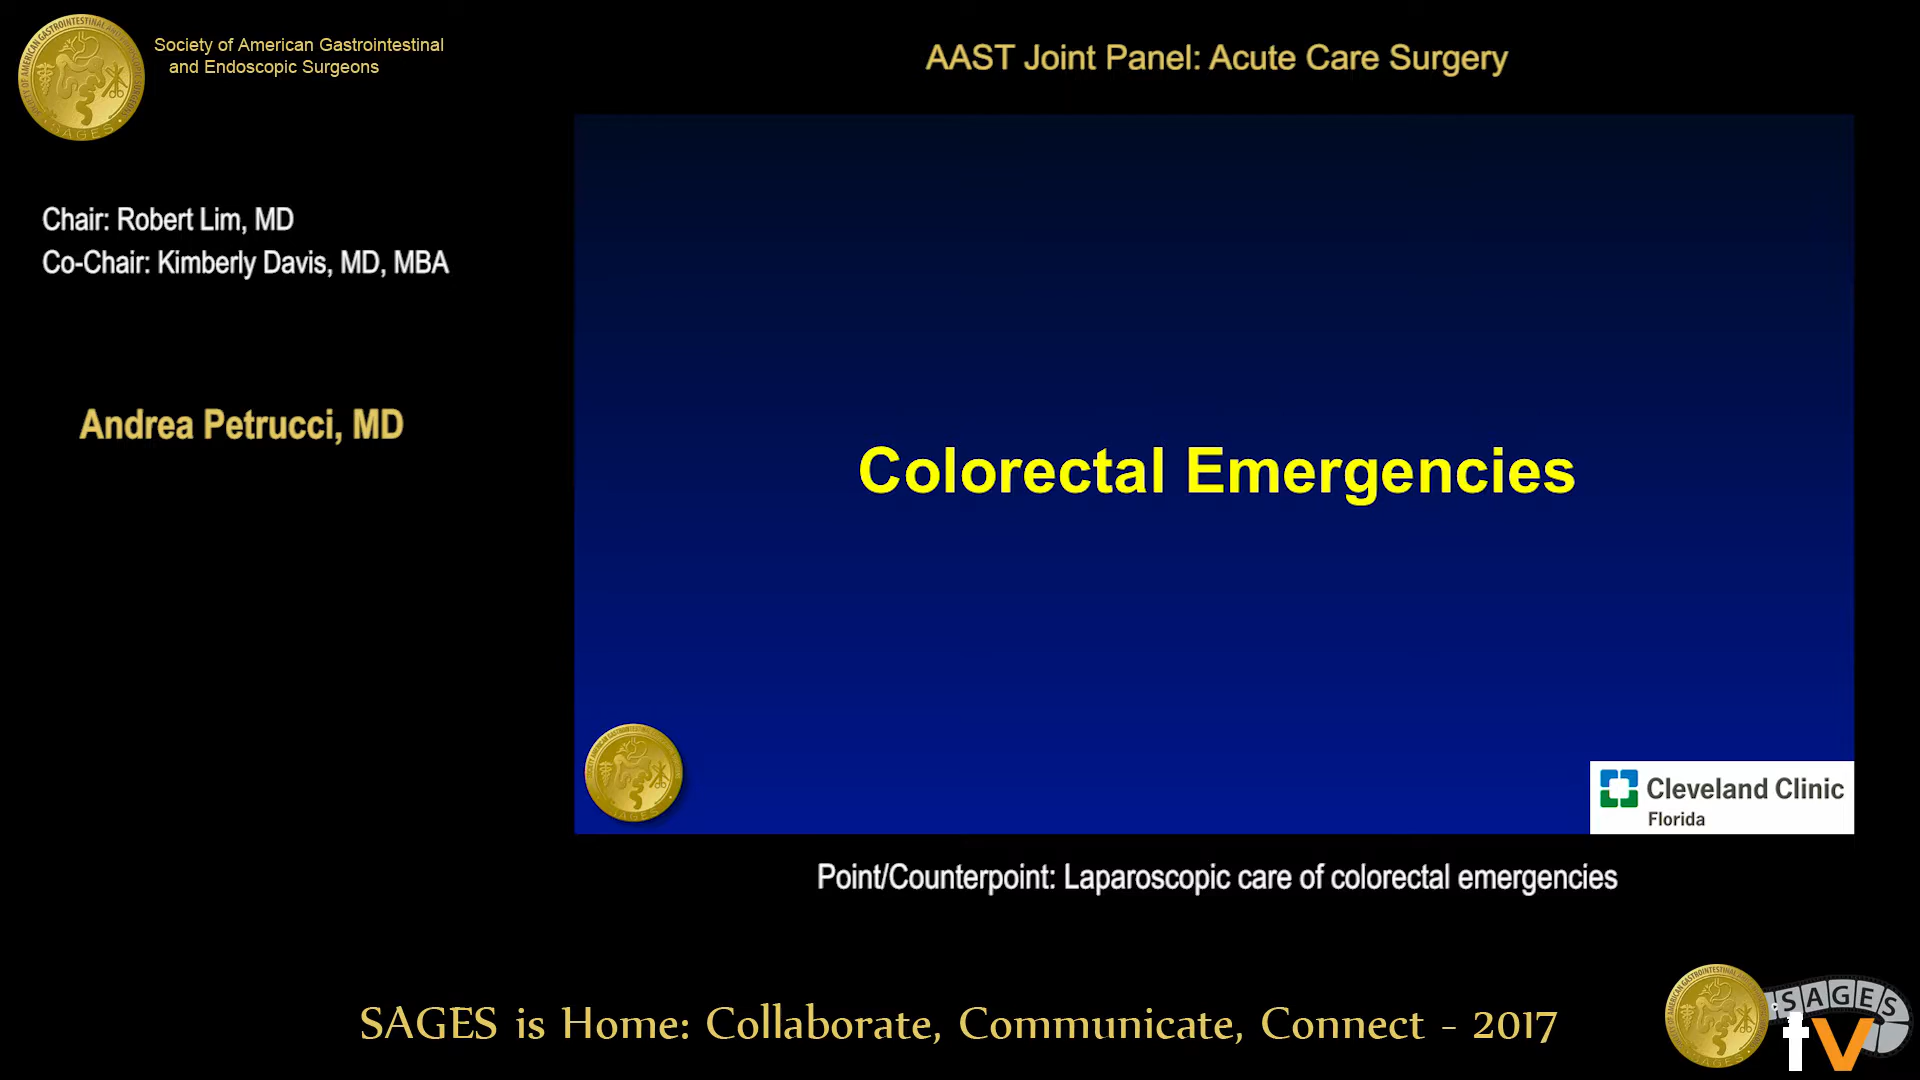 Society of American Gastrointestinal
and Endoscopic Surgeons
AAST Joint Panel: Acute Care Surgery
Chair: Robert Lim, MD
Co-Chair: Kimberly Davis, MD, MBA
Andrea Petrucci, MD
Colorectal Emergencies
Cleveland Clinic
Florida
Point/Counterpoint: Laparoscopic care of colorectal emergencies
SAGES is Home: Collaborate, Communicate, Connect - 2017
SAGES
tv